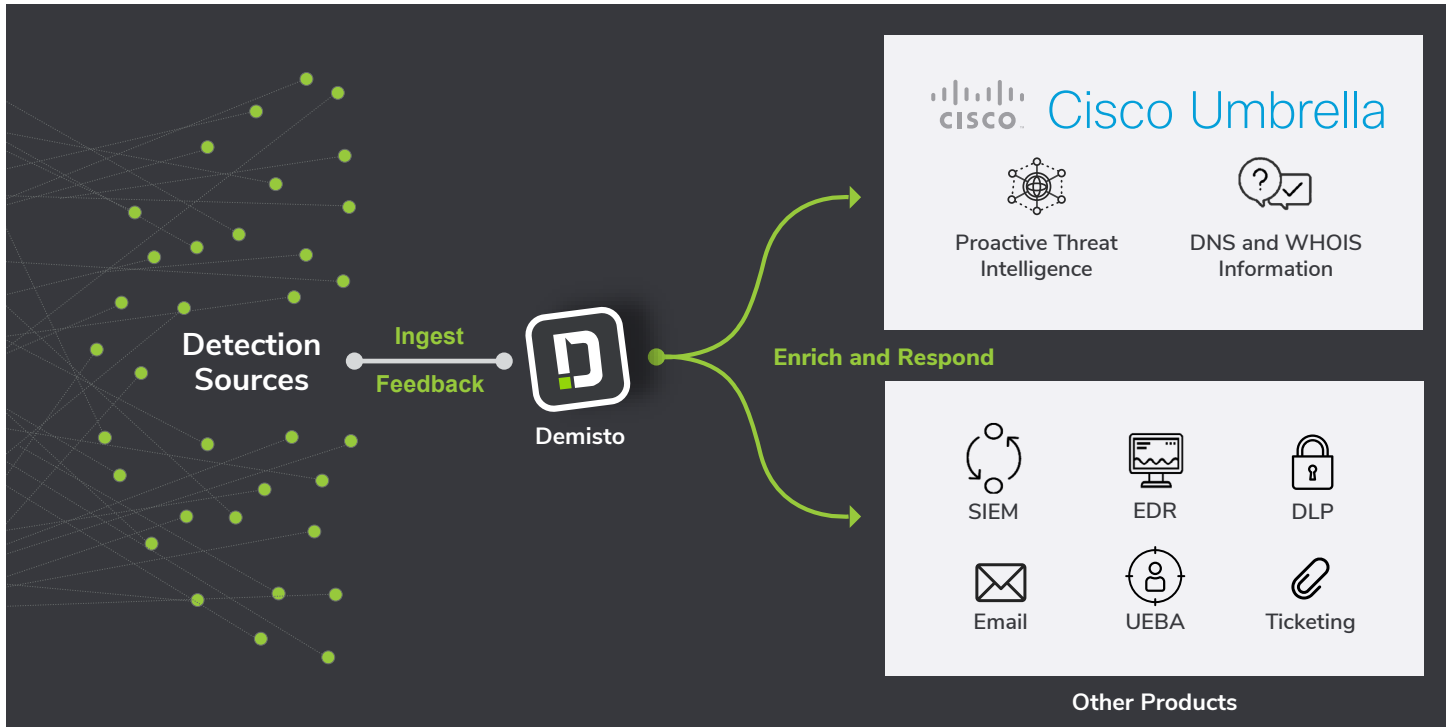 Detection
Sources
Ingest
Feedback
Demisto
Enrich and Respond
CISCO
Cisco Umbrella
Proactive Threat
Intelligence
DNS and WHOIS
Information
SIEM
EDR
DLP
Email
UEBA
Ticketing
Other Products